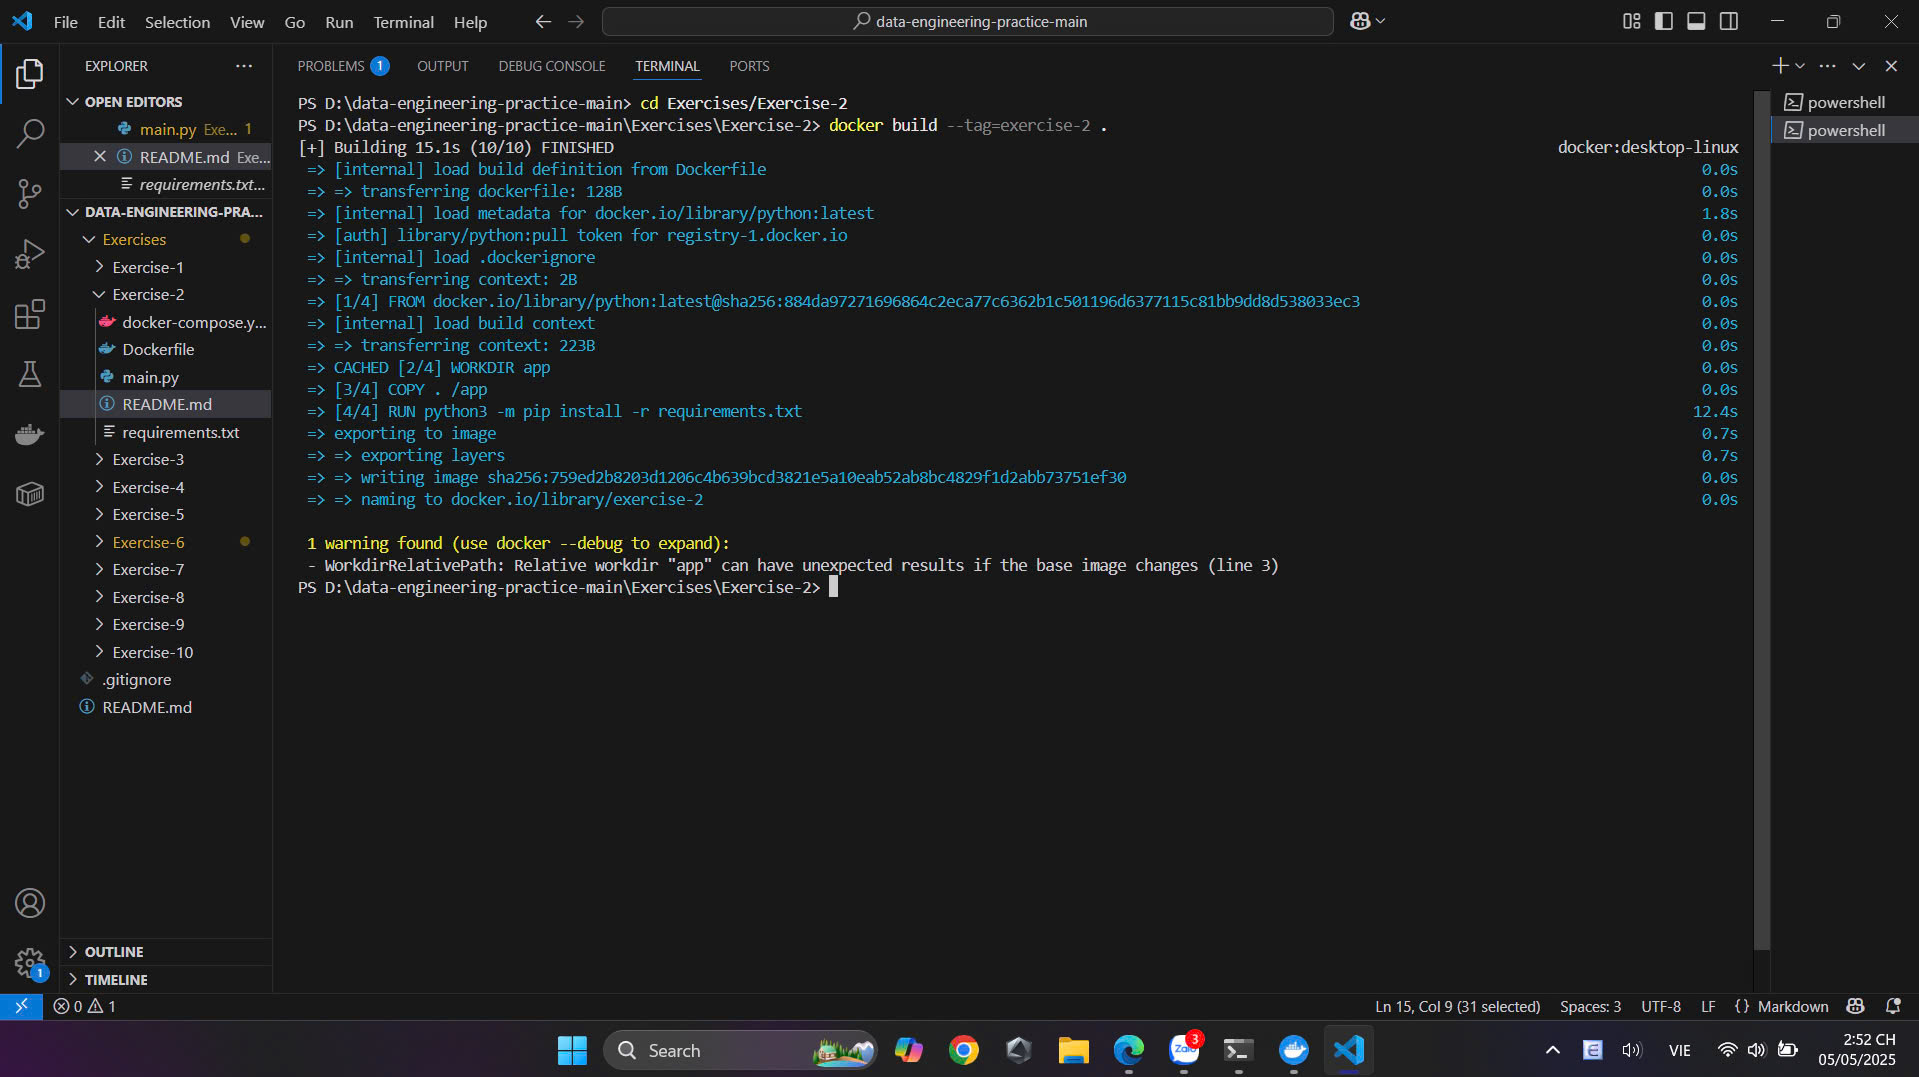 File Edit Selection View Go Run Terminal Help
data-engineering-practice-main
EXPLORER
OPEN EDITORS
main.py Exe... 1
README.md Exe...
requirements.txt...
DATA-ENGINEERING-PRA...
Exercises
Exercise-1
Exercise-2
docker-compose.y...
Dockerfile
main.py
README.md
requirements.txt
Exercise-3
Exercise-4
Exercise-5
Exercise-6
Exercise-7
Exercise-8
Exercise-9
Exercise-10
.gitignore
README.md
OUTLINE
TIMELINE
PROBLEMS 1 OUTPUT DEBUG CONSOLE TERMINAL PORTS
PS D:\data-engineering-practice-main> cd Exercises/Exercise-2
PS D:\data-engineering-practice-main\Exercises\Exercise-2> docker build --tag=exercise-2 .
[+] Building 15.1s (10/10) FINISHED docker:desktop-linux
=> [internal] load build definition from Dockerfile 0.0s
=> => transferring dockerfile: 128B 0.0s
=> [internal] load metadata for docker.io/library/python:latest 1.8s
=> [auth] library/python:pull token for registry-1.docker.io 0.0s
=> [internal] load .dockerignore 0.0s
=> => transferring context: 2B 0.0s
=> [1/4] FROM docker.io/library/python:latest@sha256:884da97271696864c2eca77c6362b1c501196d6377115c81bb9dd8d538033ec3 0.0s
=> [internal] load build context 0.0s
=> => transferring context: 223B 0.0s
=> CACHED [2/4] WORKDIR app 0.0s
=> [3/4] COPY . /app 0.0s
=> [4/4] RUN python3 -m pip install -r requirements.txt 12.4s
=> exporting to image 0.7s
=> => exporting layers 0.7s
=> => writing image sha256:759ed2b8203d1206c4b639bcd3821e5a10eab52ab8bc4829f1d2abb73751ef30 0.0s
=> => naming to docker.io/library/exercise-2 0.0s
1 warning found (use docker --debug to expand):
- WorkdirRelativePath: Relative workdir "app" can have unexpected results if the base image changes (line 3)
PS D:\data-engineering-practice-main\Exercises\Exercise-2>
powershell
powershell
1
0 1
Ln 15, Col 9 (31 selected) Spaces: 3 UTF-8 LF {} Markdown
Search
Zalo 3
VIE
2:52 CH
05/05/2025